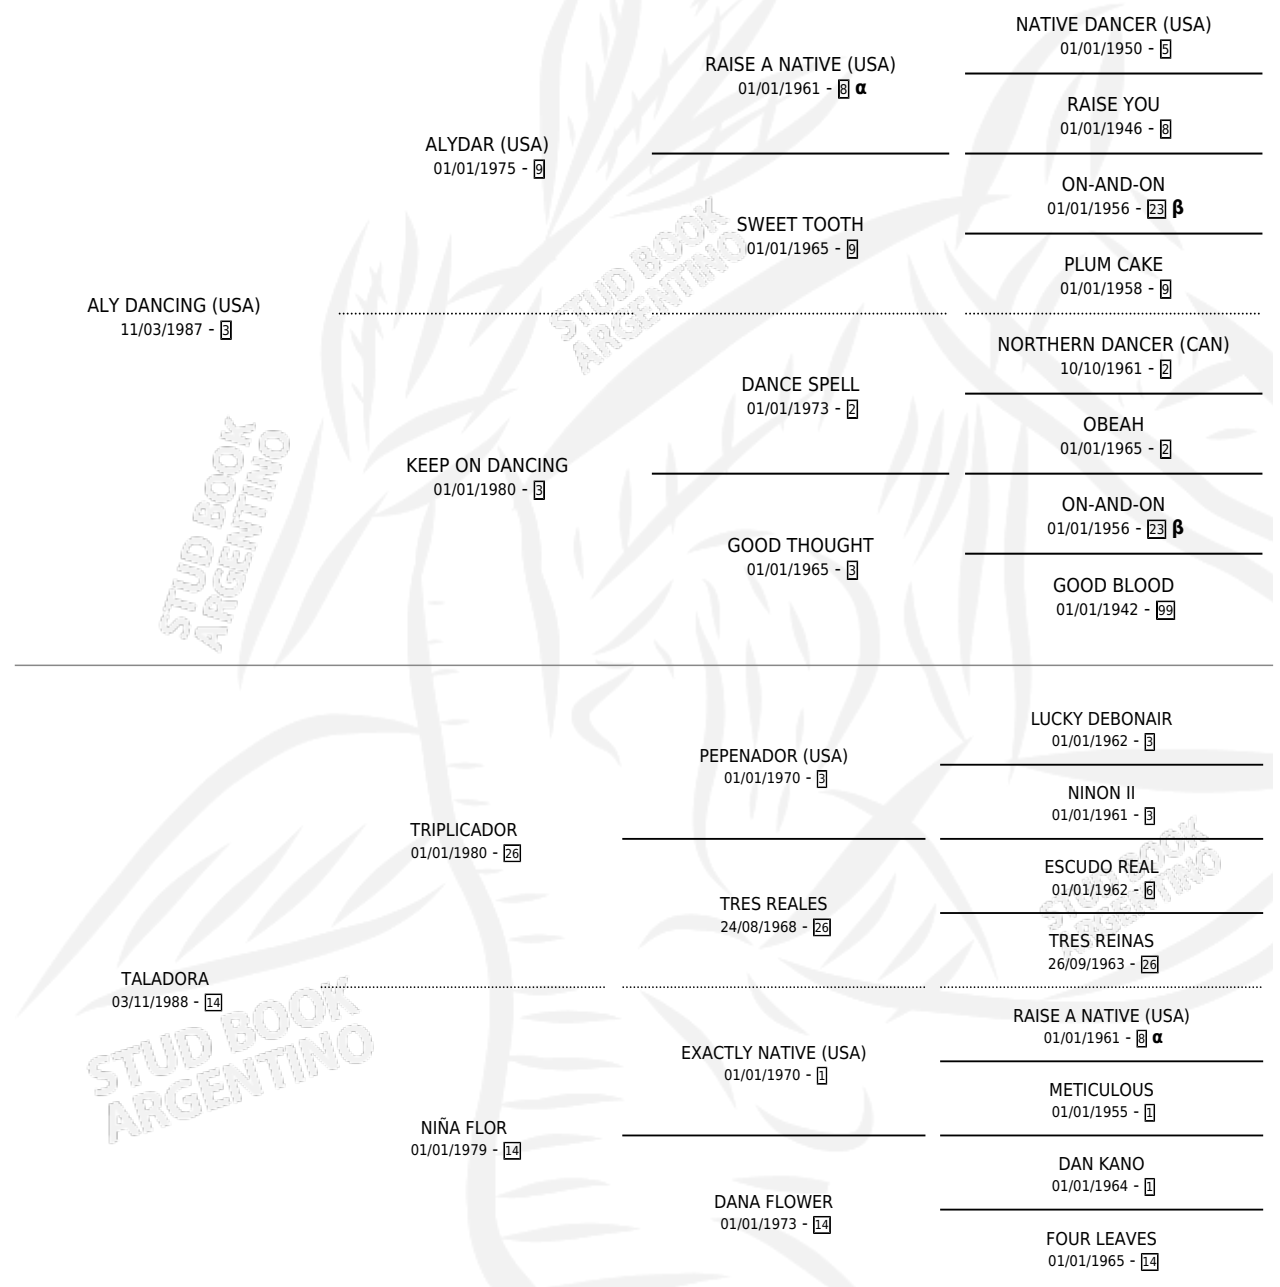 NATIVE DANCER (USA)
01/01/1950 - 5
RAISE A NATIVE (USA)
01/01/1961 - 8 α
RAISE YOU
01/01/1946 - 8
ALYDAR (USA)
01/01/1975 - 9
ON-AND-ON
01/01/1956 - 23 β
SWEET TOOTH
01/01/1965 - 9
PLUM CAKE
01/01/1958 - 9
ALY DANCING (USA)
11/03/1987 - 3
NORTHERN DANCER (CAN)
10/10/1961 - 2
DANCE SPELL
01/01/1973 - 2
OBEAH
01/01/1965 - 2
KEEP ON DANCING
01/01/1980 - 3
ON-AND-ON
01/01/1956 - 23 β
GOOD THOUGHT
01/01/1965 - 3
GOOD BLOOD
01/01/1942 - 99
STUD BOOK
ARGENTINO
STUD BOOK
ARGENTINO
LUCKY DEBONAIR
01/01/1962 - 3
PEPENADOR (USA)
01/01/1970 - 3
NINON II
01/01/1961 - 3
TRIPLICADOR
01/01/1980 - 26
ESCUDO REAL
01/01/1962 - 6
TRES REALES
24/08/1968 - 26
TRES REINAS
26/09/1963 - 26
TALADORA
03/11/1988 - 14
RAISE A NATIVE (USA)
01/01/1961 - 8 α
EXACTLY NATIVE (USA)
01/01/1970 - 1
METICULOUS
01/01/1955 - 1
NIÑA FLOR
01/01/1979 - 14
DAN KANO
01/01/1964 - 1
DANA FLOWER
01/01/1973 - 14
FOUR LEAVES
01/01/1965 - 14
STUD BOOK
ARGENTINO
STUD BOOK
ARGENTINO